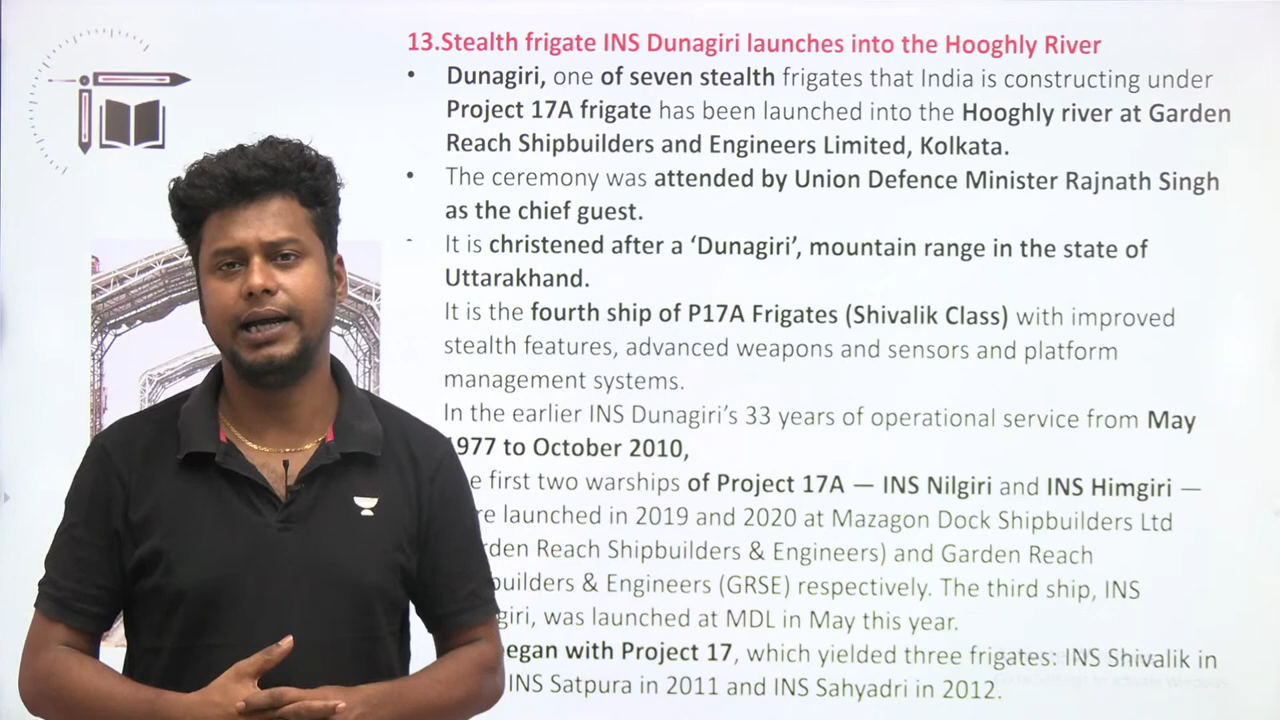 13.Stealth frigate INS Dunagiri launches into the Hooghly River
• Dunagiri, one of seven stealth frigates that India is constructing under
Project 17A frigate has been launched into the Hooghly river at Garden
Reach Shipbuilders and Engineers Limited, Kolkata.
• The ceremony was attended by Union Defence Minister Rajnath Singh
as the chief guest.
It is christened after a ‘Dunagiri’, mountain range in the state of
Uttarakhand.
It is the fourth ship of P17A Frigates (Shivalik Class) with improved
stealth features, advanced weapons and sensors and platform
management systems.
In the earlier INS Dunagiri’s 33 years of operational service from May
977 to October 2010,
e first two warships of Project 17A — INS Nilgiri and INS Himgiri —
re launched in 2019 and 2020 at Mazagon Dock Shipbuilders Ltd
rden Reach Shipbuilders & Engineers) and Garden Reach
builders & Engineers (GRSE) respectively. The third ship, INS
giri, was launched at MDL in May this year.
egan with Project 17, which yielded three frigates: INS Shivalik in
INS Satpura in 2011 and INS Sahyadri in 2012.